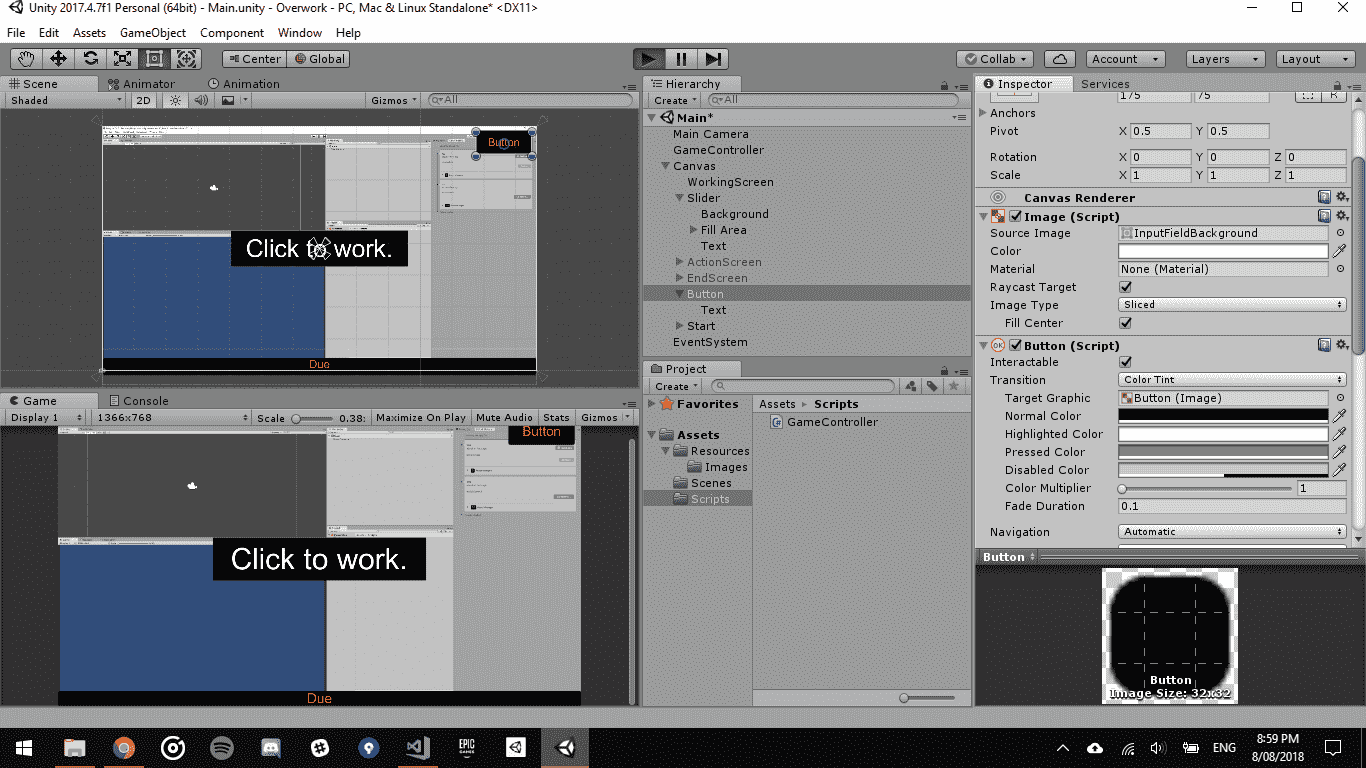 Unity 2017.4.7f1 Personal (64bit) - Main.unity - Overwork - PC, Mac & Linux Standalone* <DX11>
File Edit Assets GameObject Component Window Help
Center Global
Collab Account Layers Layout
Scene Animator Animation
Shaded 2D Gizmos All
Button
Click to work.
Due
Game Console
Display 1 1366x768 Scale 0.38: Maximize On Play Mute Audio Stats Gizmos
Button
Click to work.
Due
Hierarchy
Create All
Main*
Main Camera
GameController
Canvas
WorkingScreen
Slider
Background
Fill Area
Text
ActionScreen
EndScreen
Button
Text
Start
EventSystem
Project
Create
Favorites
Assets
Resources
Images
Scenes
Scripts
Assets Scripts
GameController
Inspector Services
175 75 R
Anchors
Pivot X 0.5 Y 0.5
Rotation X 0 Y 0 Z 0
Scale X 1 Y 1 Z 1
Canvas Renderer
Image (Script)
Source Image InputFieldBackground
Color
Material None (Material)
Raycast Target
Image Type Sliced
Fill Center
OK Button (Script)
Interactable
Transition Color Tint
Target Graphic Button (Image)
Normal Color
Highlighted Color
Pressed Color
Disabled Color
Color Multiplier 1
Fade Duration 0.1
Navigation Automatic
Button
Button
Image Size: 32x32
EPIC GAMES
ENG
8:59 PM
8/08/2018